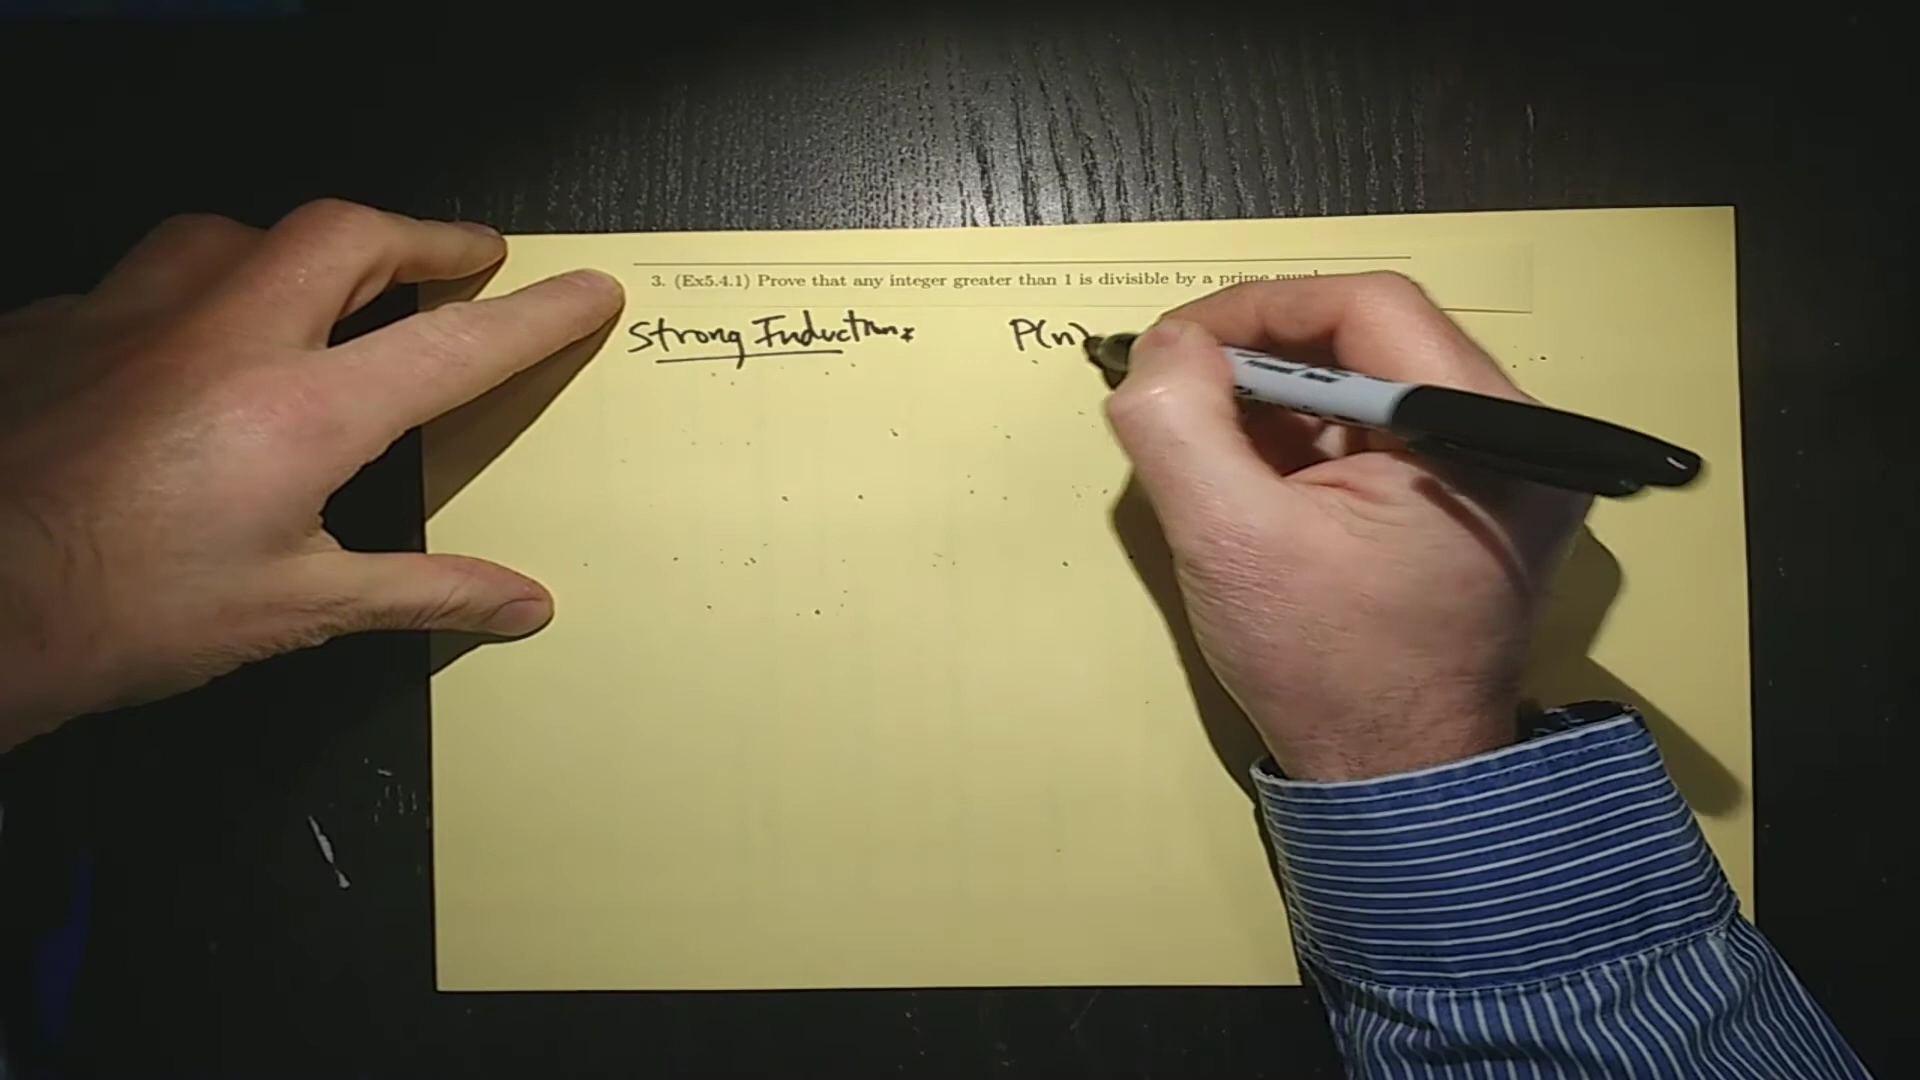 3. (Ex5.4.1) Prove that any integer greater than 1 is divisible by a prime
Strong Induction:
P(n)